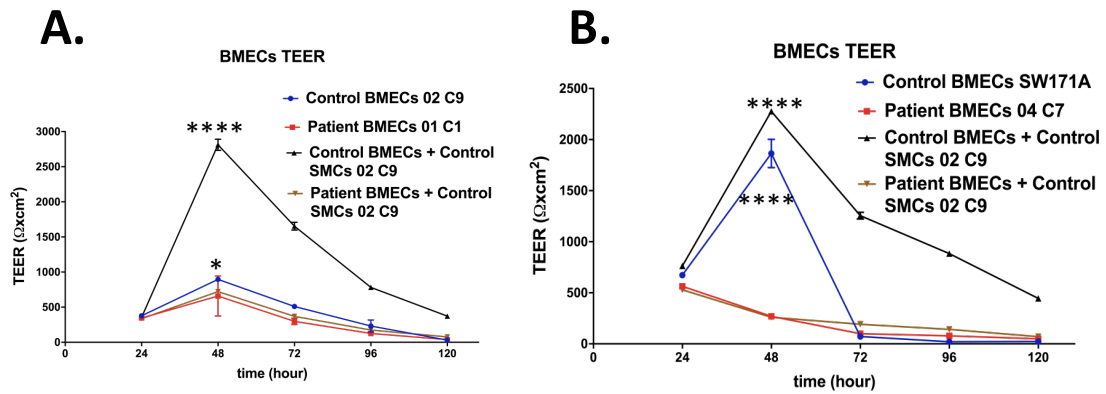 A.
BMECs TEER
Control BMECs 02 C9
Patient BMECs 01 C1
Control BMECs + Control
SMCs 02 C9
Patient BMECs + Control
SMCs 02 C9
TEER (Ωxcm²)
3000
2500
2000
1500
1000
500
0
****
*
0 24 48 72 96 120
time (hour)
B.
BMECs TEER
Control BMECs SW171A
Patient BMECs 04 C7
Control BMECs + Control
SMCs 02 C9
Patient BMECs + Control
SMCs 02 C9
TEER (Ωxcm²)
2500
2000
1500
1000
500
0
****
****
0 24 48 72 96 120
time (hour)